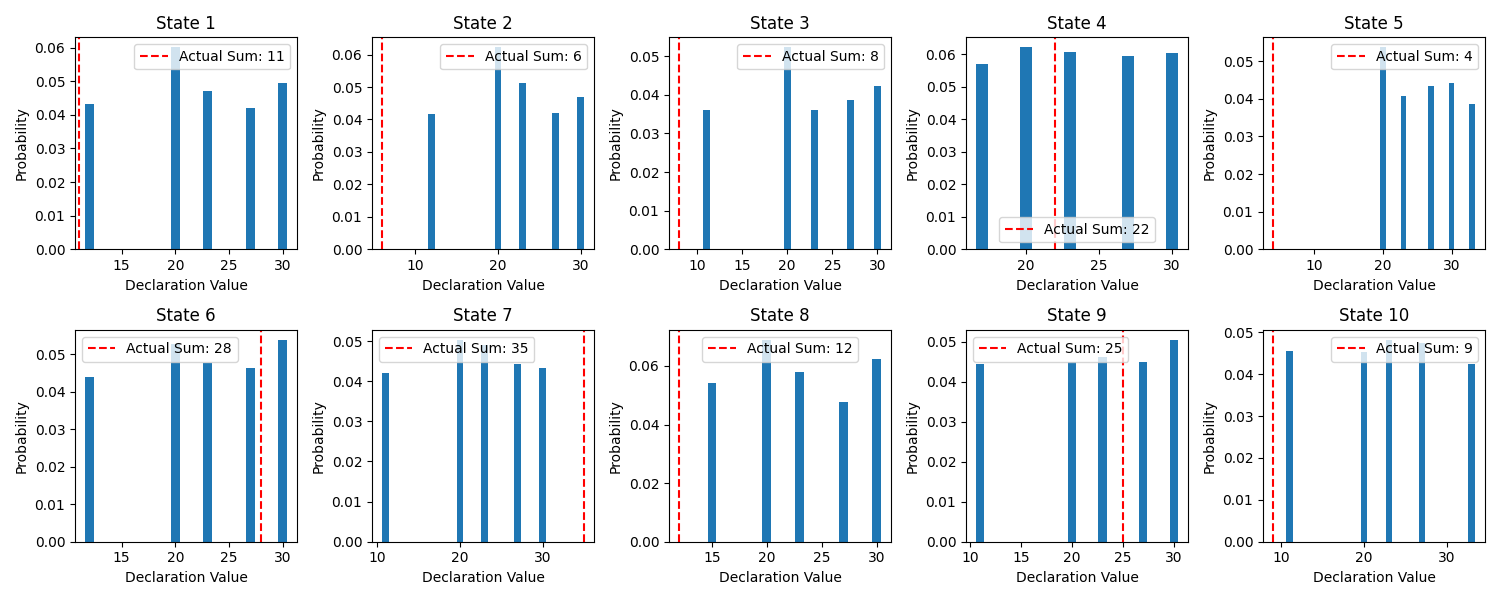 State 1
Actual Sum: 11
Probability
0.06
0.05
0.04
0.03
0.02
0.01
0.00
15 20 25 30
Declaration Value
State 2
Actual Sum: 6
Probability
0.06
0.05
0.04
0.03
0.02
0.01
0.00
10 20 30
Declaration Value
State 3
Actual Sum: 8
Probability
0.05
0.04
0.03
0.02
0.01
0.00
10 15 20 25 30
Declaration Value
State 4
Actual Sum: 22
Probability
0.06
0.05
0.04
0.03
0.02
0.01
0.00
20 25 30
Declaration Value
State 5
Actual Sum: 4
Probability
0.05
0.04
0.03
0.02
0.01
0.00
10 20 30
Declaration Value
State 6
Actual Sum: 28
Probability
0.05
0.04
0.03
0.02
0.01
0.00
15 20 25 30
Declaration Value
State 7
Actual Sum: 35
Probability
0.05
0.04
0.03
0.02
0.01
0.00
10 20 30
Declaration Value
State 8
Actual Sum: 12
Probability
0.06
0.04
0.02
0.00
15 20 25 30
Declaration Value
State 9
Actual Sum: 25
Probability
0.05
0.04
0.03
0.02
0.01
0.00
10 15 20 25 30
Declaration Value
State 10
Actual Sum: 9
Probability
0.05
0.04
0.03
0.02
0.01
0.00
10 20 30
Declaration Value